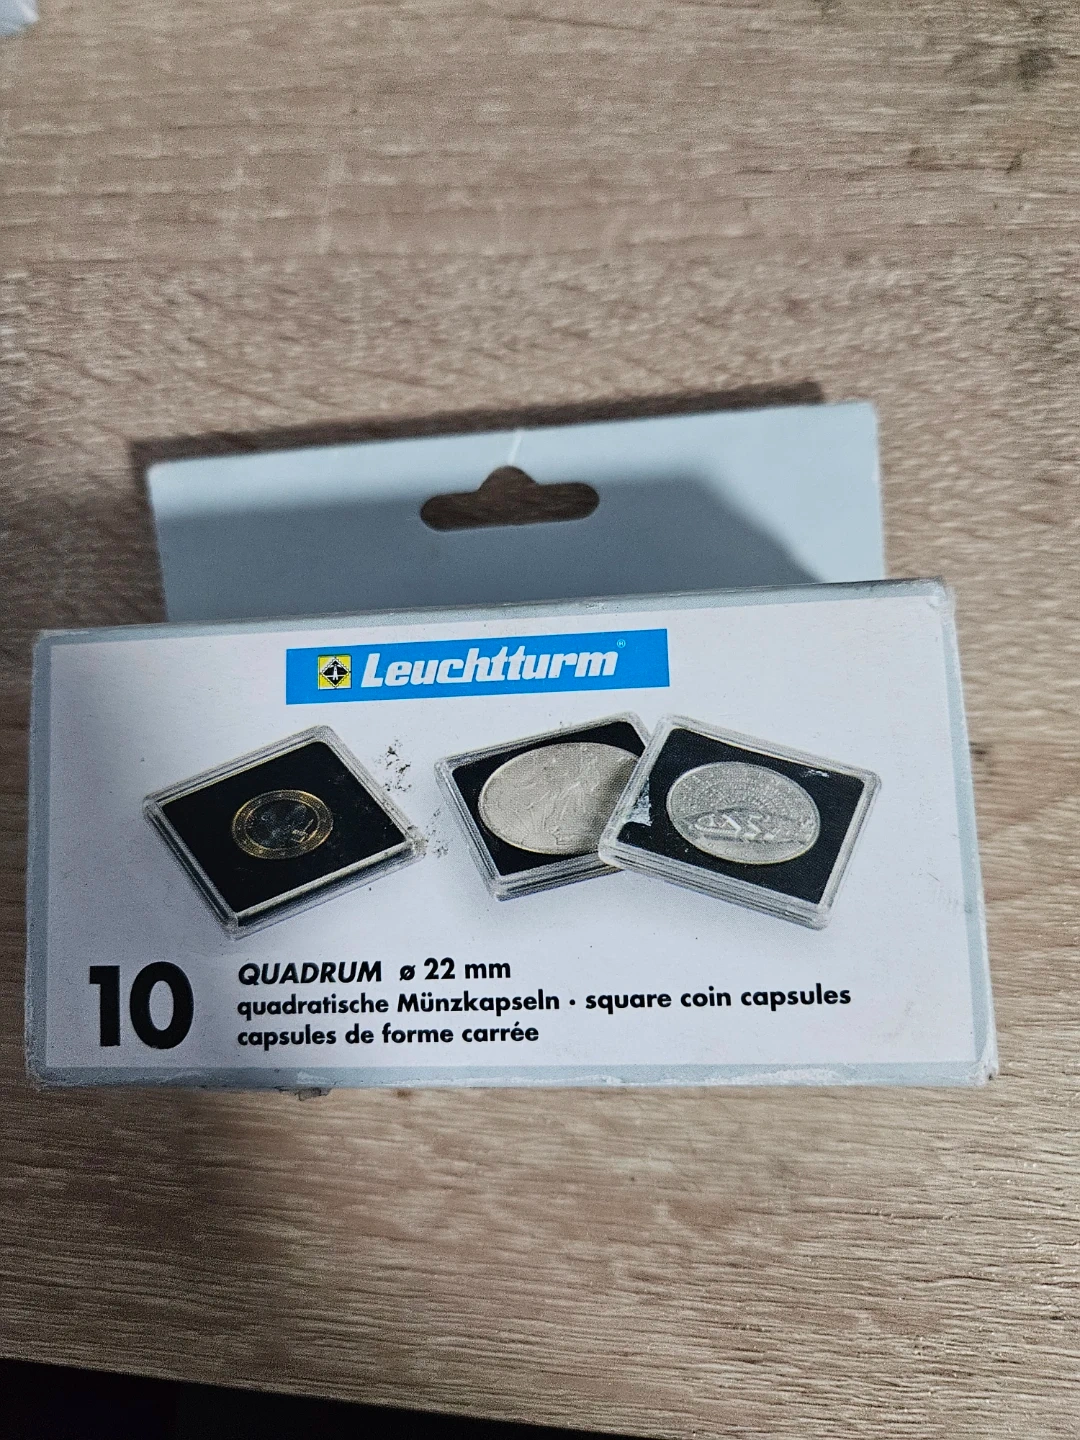 Leuchtturm®
10
QUADRUM ø 22 mm
quadratische Münzkapseln · square coin capsules
capsules de forme carrée